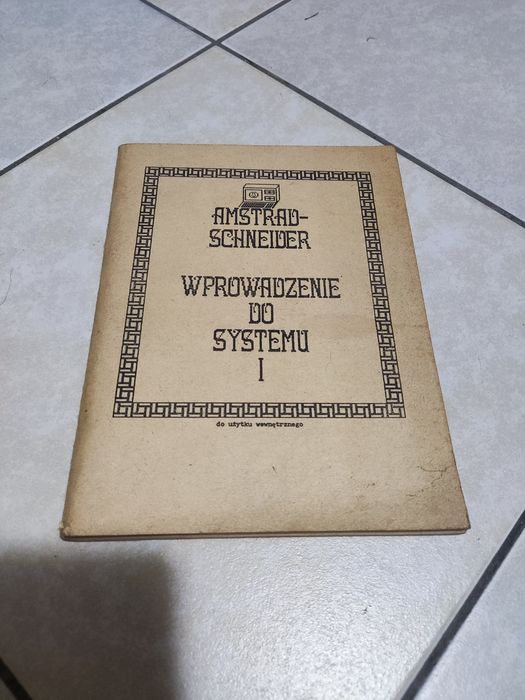 AMSTRAD-
SCHNEIDER
WPROWADZENIE
DO
SYSTEMU
I
do użytku wewnętrznego